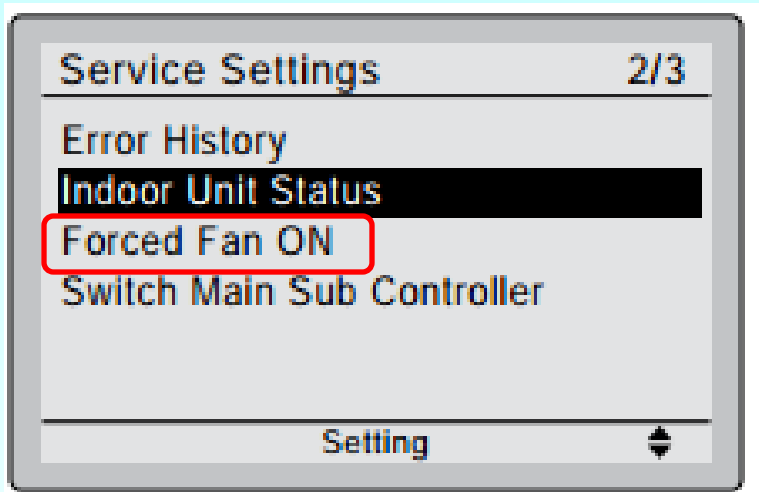 Service Settings 2/3
Error History
Indoor Unit Status
Forced Fan ON
Switch Main Sub Controller
Setting